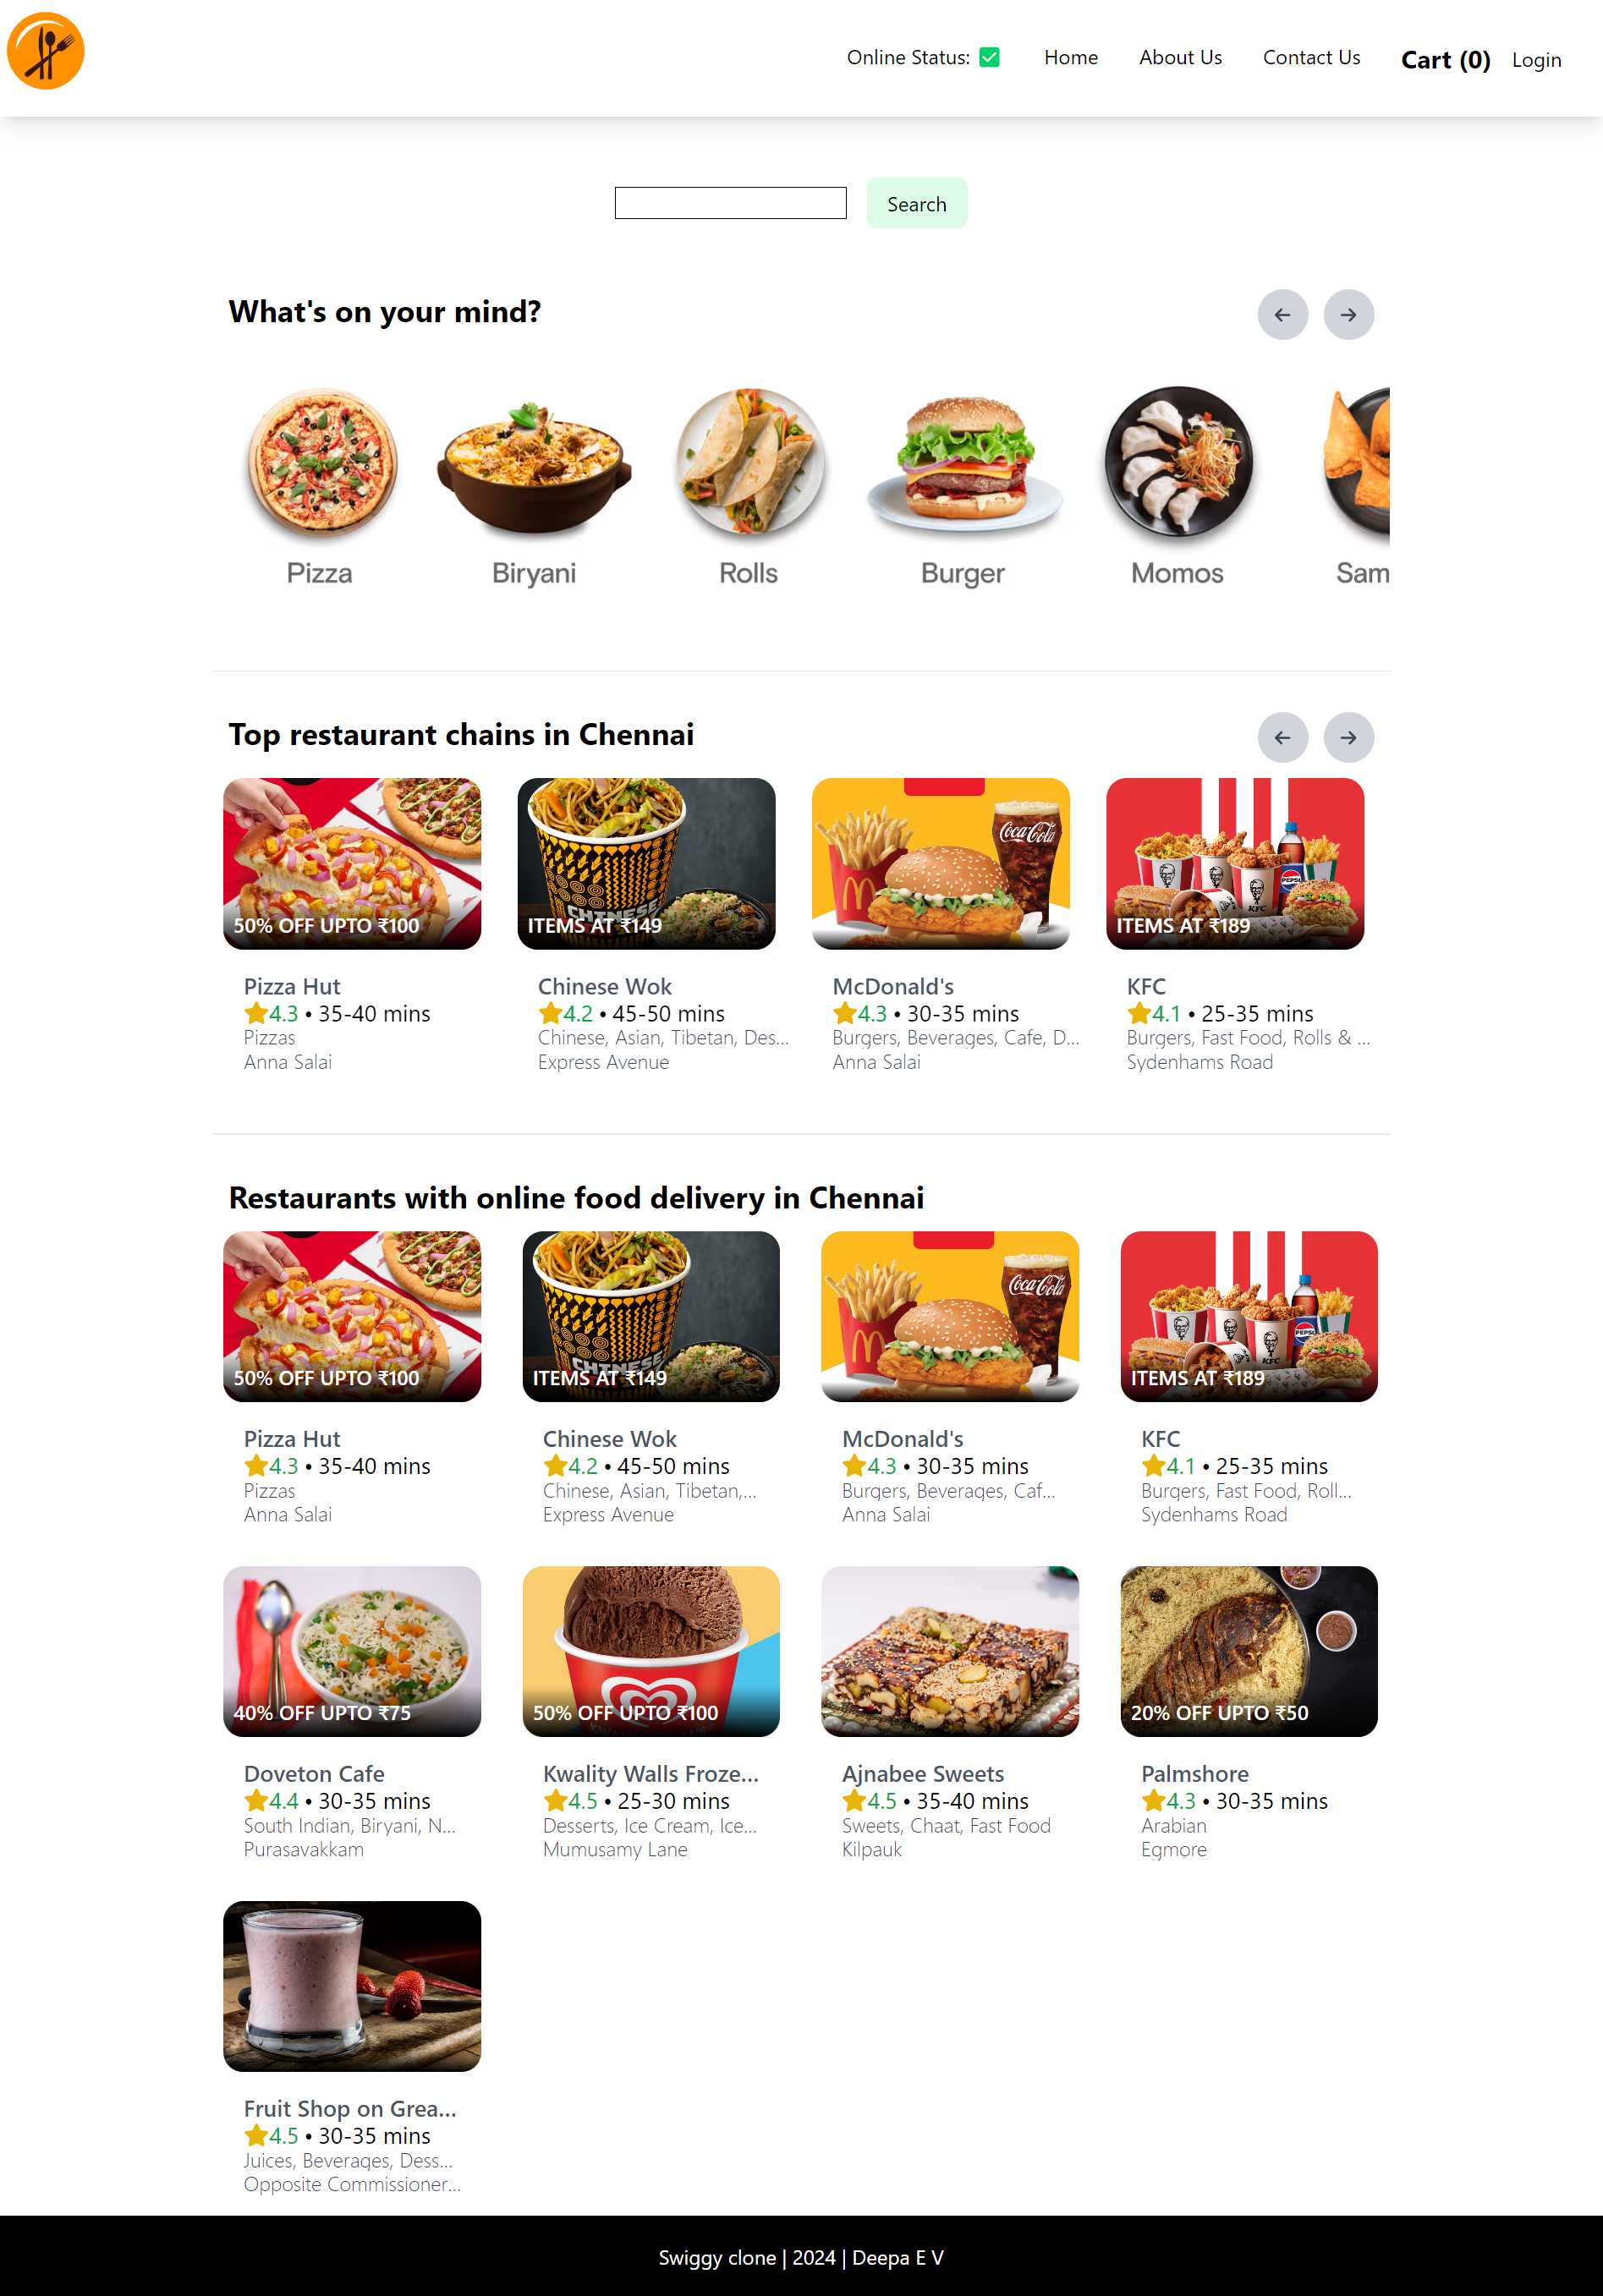 Online Status: ✅ Home About Us Contact Us Cart (0) Login
Search
What's on your mind?
Pizza Biryani Rolls Burger Momos Sam
Top restaurant chains in Chennai
Coca-Cola
PEPSI
KFC
CHINESE
50% OFF UPTO ₹100
ITEMS AT ₹149
ITEMS AT ₹189
Pizza Hut
4.3 • 35-40 mins
Pizzas
Anna Salai
Chinese Wok
4.2 • 45-50 mins
Chinese, Asian, Tibetan, Des...
Express Avenue
McDonald's
4.3 • 30-35 mins
Burgers, Beverages, Cafe, D...
Anna Salai
KFC
4.1 • 25-35 mins
Burgers, Fast Food, Rolls & ...
Sydenhams Road
Restaurants with online food delivery in Chennai
Coca-Cola
PEPSI
KFC
CHINESE
50% OFF UPTO ₹100
ITEMS AT ₹149
ITEMS AT ₹189
Pizza Hut
4.3 • 35-40 mins
Pizzas
Anna Salai
Chinese Wok
4.2 • 45-50 mins
Chinese, Asian, Tibetan,...
Express Avenue
McDonald's
4.3 • 30-35 mins
Burgers, Beverages, Caf...
Anna Salai
KFC
4.1 • 25-35 mins
Burgers, Fast Food, Roll...
Sydenhams Road
40% OFF UPTO ₹75
50% OFF UPTO ₹100
20% OFF UPTO ₹50
Doveton Cafe
4.4 • 30-35 mins
South Indian, Biryani, N...
Purasavakkam
Kwality Walls Froze...
4.5 • 25-30 mins
Desserts, Ice Cream, Ice...
Mumusamy Lane
Ajnabee Sweets
4.5 • 35-40 mins
Sweets, Chaat, Fast Food
Kilpauk
Palmshore
4.3 • 30-35 mins
Arabian
Egmore
Fruit Shop on Grea...
4.5 • 30-35 mins
Juices, Beverages, Dess...
Opposite Commissioner...
Swiggy clone | 2024 | Deepa E V